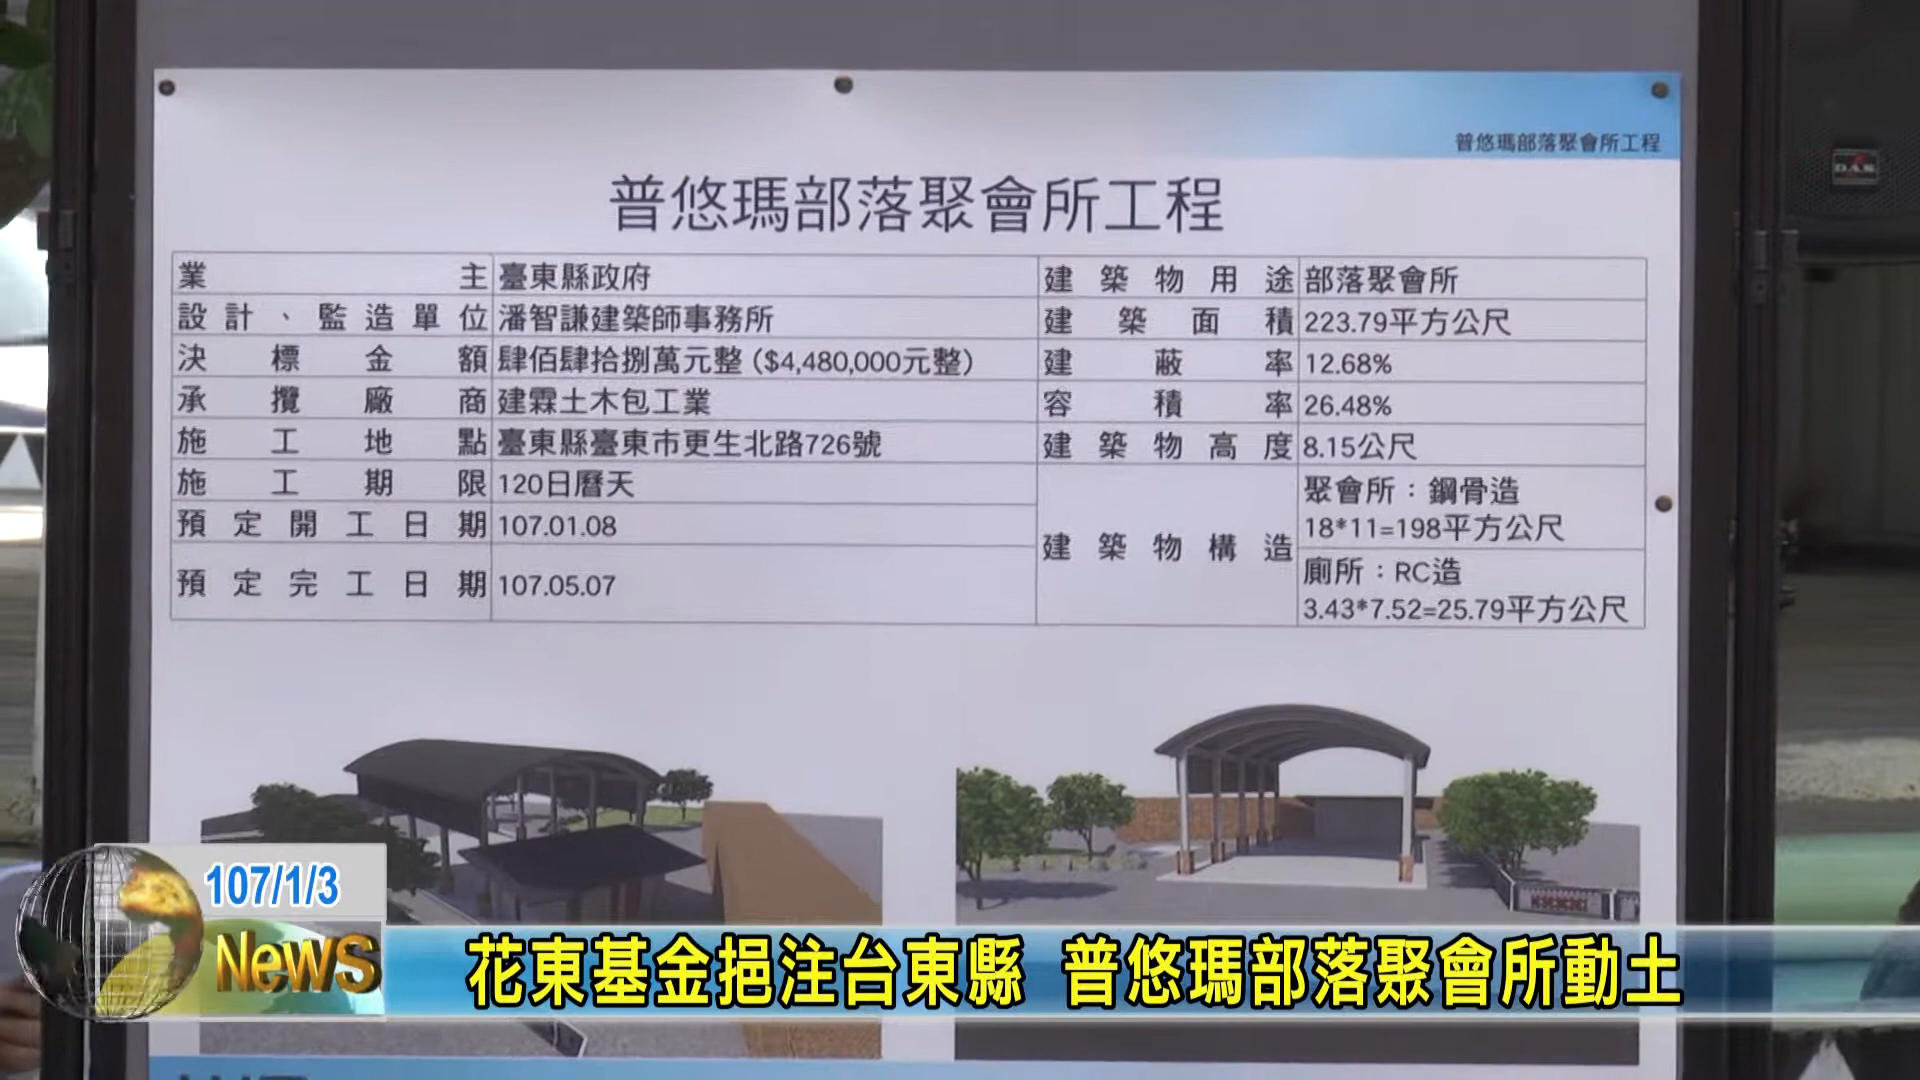 普悠瑪部落聚會所工程
普悠瑪部落聚會所工程
業主 臺東縣政府
設計、監造單位 潘智謙建築師事務所
決標金額 肆佰肆拾捌萬元整 ($4,480,000元整)
承攬廠商 建霖土木包工業
施工地點 臺東縣臺東市更生北路726號
施工期限 120日曆天
預定開工日期 107.01.08
預定完工日期 107.05.07
建築物用途 部落聚會所
建築面積 223.79平方公尺
建蔽率 12.68%
容積率 26.48%
建築物高度 8.15公尺
建築物構造 聚會所：鋼骨造
18*11=198平方公尺
廁所：RC造
3.43*7.52=25.79平方公尺
107/1/3
NewS
花東基金挹注台東縣 普悠瑪部落聚會所動土